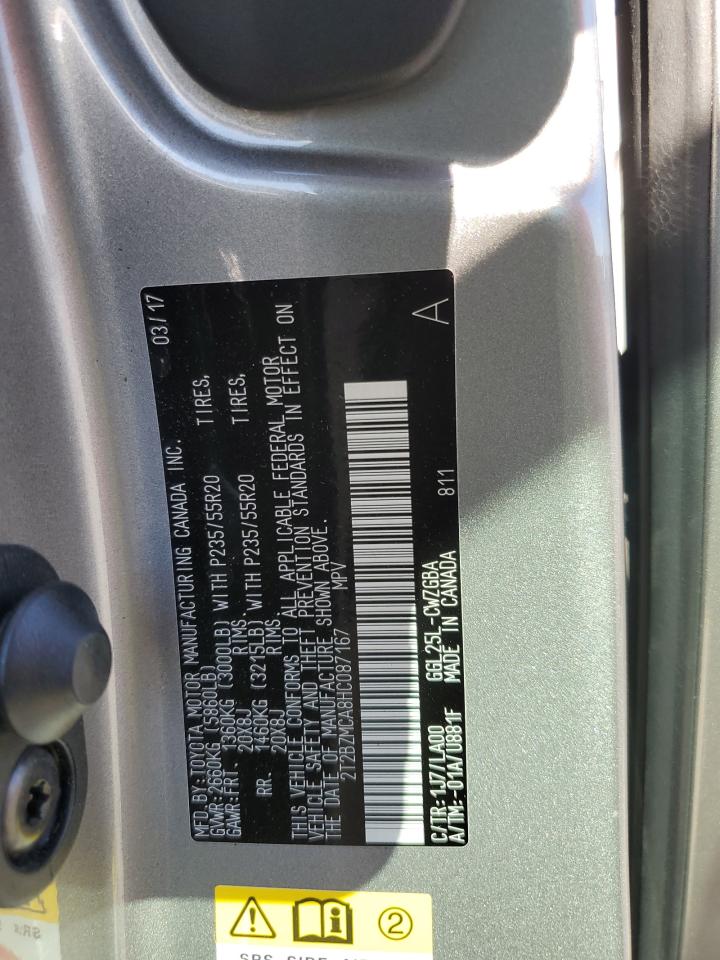 MFD. BY: TOYOTA MOTOR MANUFACTURING CANADA INC. 03/17
GVWR: 2660KG (5860LB)
GAWR: FRT. 1360KG (3000LB) WITH P235/55R20 TIRES,
20X8J RIMS
RR. 1460KG (3215LB) WITH P235/55R20 TIRES,
20X8J RIMS
THIS VEHICLE CONFORMS TO ALL APPLICABLE FEDERAL MOTOR
VEHICLE SAFETY AND THEFT PREVENTION STANDARDS IN EFFECT ON
THE DATE OF MANUFACTURE SHOWN ABOVE.
2T2BZMCA8HC087167 MPV
C/TR: 1J7/LA00 GGL25L-CWZGBA 811 A
A/TM: -01A/U881F MADE IN CANADA
2
SRS SIDE